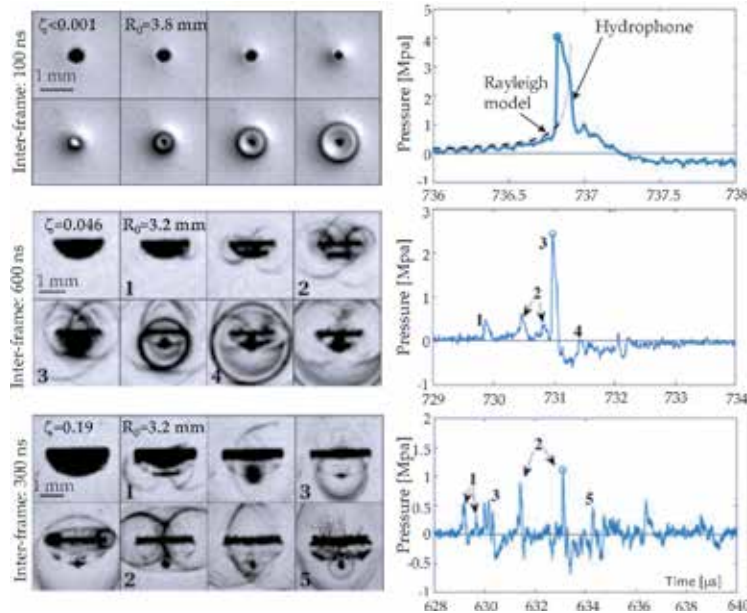 Inter-frame: 100 ns
ζ<0.001
R₀=3.8 mm
1 mm
Pressure [Mpa]
5
4
3
2
1
0
-1
Hydrophone
Rayleigh
model
736
736.5
737
737.5
738
Inter-frame: 600 ns
ζ=0.046
R₀=3.2 mm
1 mm
1
2
3
4
Pressure [Mpa]
3
2
1
0
-1
1
2
3
4
729
730
731
732
733
734
Inter-frame: 300 ns
ζ=0.19
R₀=3.2 mm
1
3
2
5
Pressure [Mpa]
2
1.5
1
0.5
0
-0.5
-1
1
2
3
5
Time [µs]
628
630
632
634
636
638
640